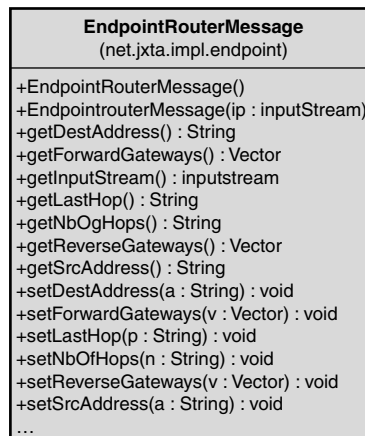 EndpointRouterMessage
(net.jxta.impl.endpoint)
+EndpointRouterMessage()
+EndpointrouterMessage(ip : inputStream)
+getDestAddress() : String
+getForwardGateways() : Vector
+getInputStream() : inputstream
+getLastHop() : String
+getNbOgHops() : String
+getReverseGateways() : Vector
+getSrcAddress() : String
+setDestAddress(a : String) : void
+setForwardGateways(v : Vector) : void
+setLastHop(p : String) : void
+setNbOfHops(n : String) : void
+setReverseGateways(v : Vector) : void
+setSrcAddress(a : String) : void
...